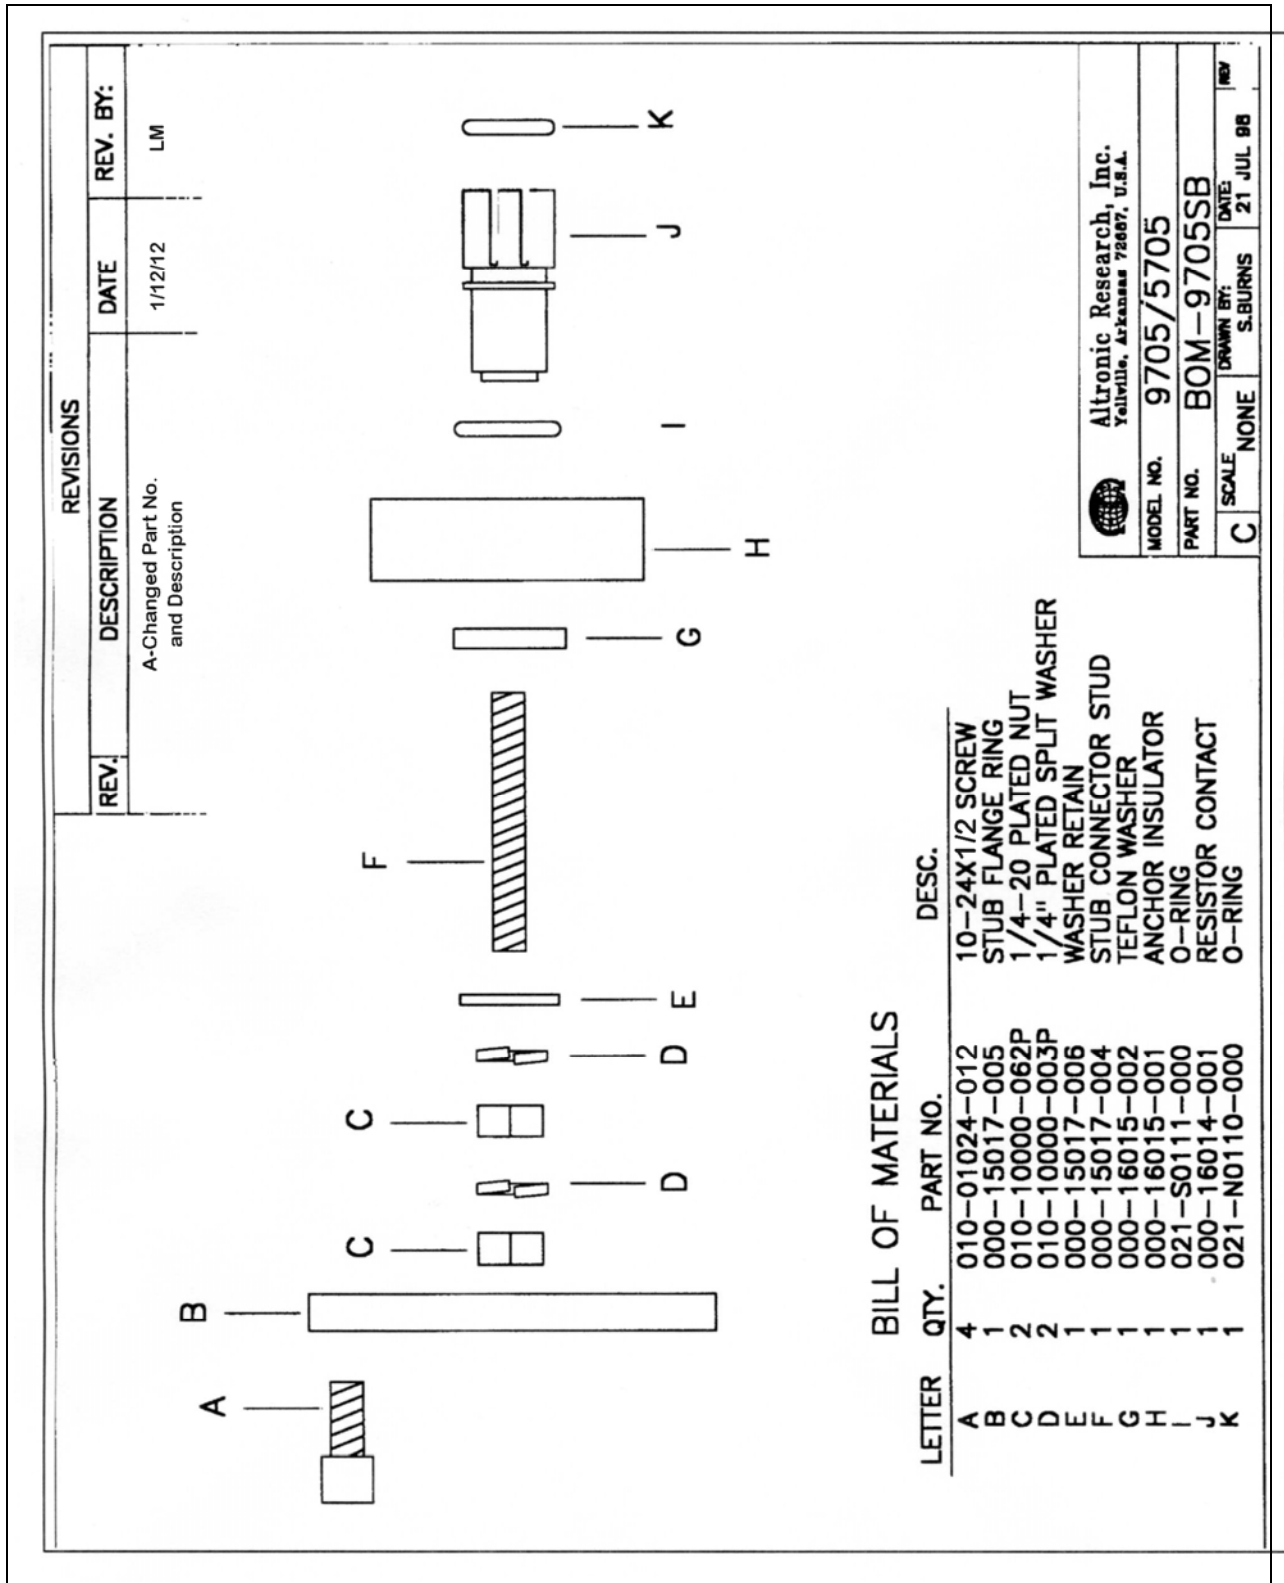 REVISIONS
REV. DESCRIPTION DATE REV. BY:
A-Changed Part No. 1/12/12 LM
and Description
A
B
C
D
C
D
E
F
G
H
I
J
K
BILL OF MATERIALS
LETTER QTY. PART NO. DESC.
A 4 010-01024-012 10-24X1/2 SCREW
B 1 000-15017-005 STUB FLANGE RING
C 2 010-10000-062P 1/4-20 PLATED NUT
D 2 010-10000-003P 1/4" PLATED SPLIT WASHER
E 1 000-15017-006 WASHER RETAIN
F 1 000-15017-004 STUB CONNECTOR STUD
G 1 000-16015-002 TEFLON WASHER
H 1 000-16015-001 ANCHOR INSULATOR
I 1 021-S0111-000 O-RING
J 1 000-16014-001 RESISTOR CONTACT
K 1 021-N0110-000 O-RING
Altronic Research, Inc.
Yellville, Arkansas 72687, U.S.A.
MODEL NO. 9705/5705
PART NO. BOM-9705SB
C SCALE NONE DRAWN BY: S.BURNS DATE: 21 JUL 98 REV